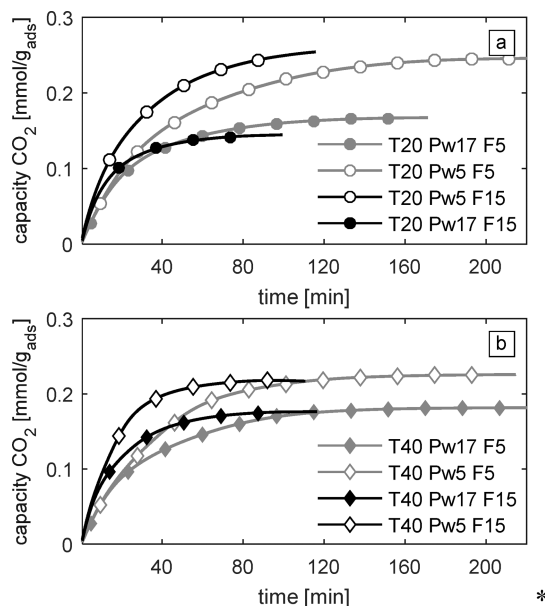 0.3
a
0.2
0.1
0
capacity CO2 [mmol/gads]
T20 Pw17 F5
T20 Pw5 F5
T20 Pw5 F15
T20 Pw17 F15
40 80 120 160 200
time [min]
0.3
b
0.2
0.1
0
capacity CO2 [mmol/gads]
T40 Pw17 F5
T40 Pw5 F5
T40 Pw17 F15
T40 Pw5 F15
40 80 120 160 200
time [min]
*